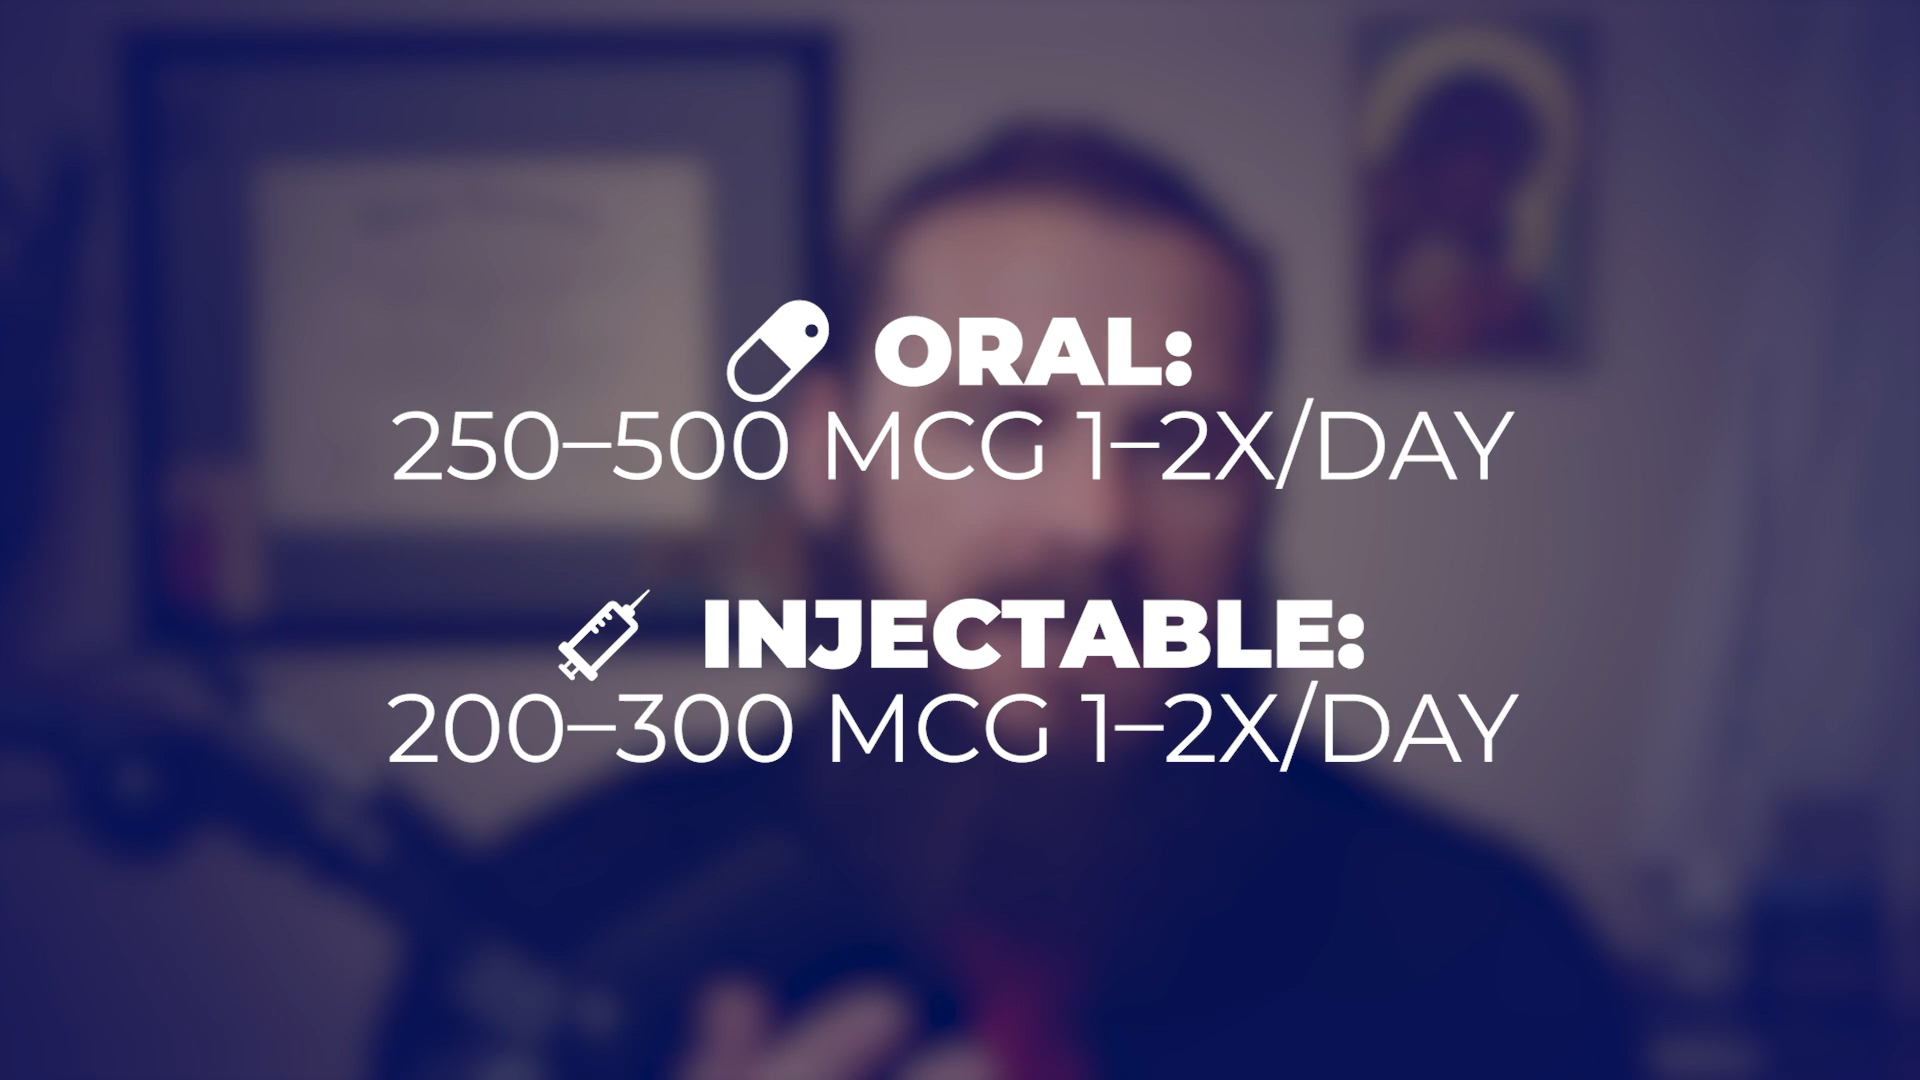 ORAL:
250–500 MCG 1–2X/DAY
INJECTABLE:
200–300 MCG 1–2X/DAY